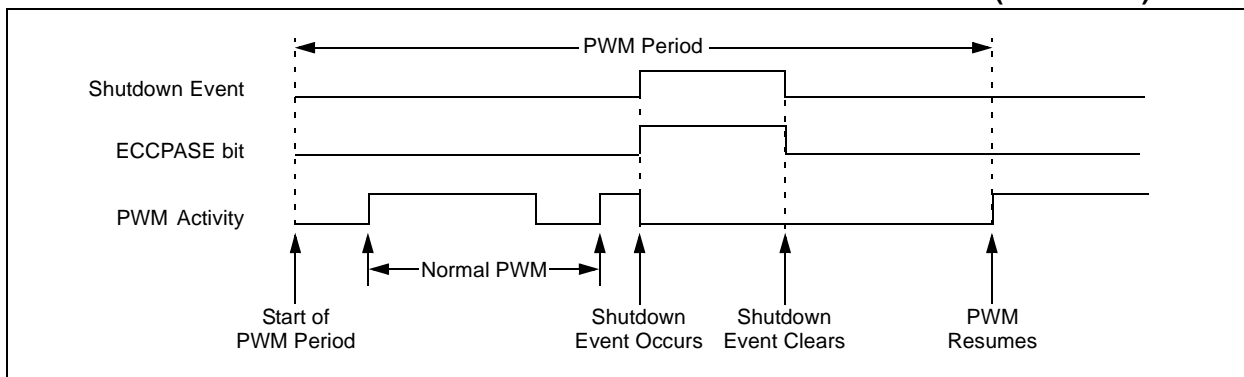 PWM Period
Shutdown Event
ECCPASE bit
PWM Activity
Normal PWM
Start of
PWM Period
Shutdown
Event Occurs
Shutdown
Event Clears
PWM
Resumes